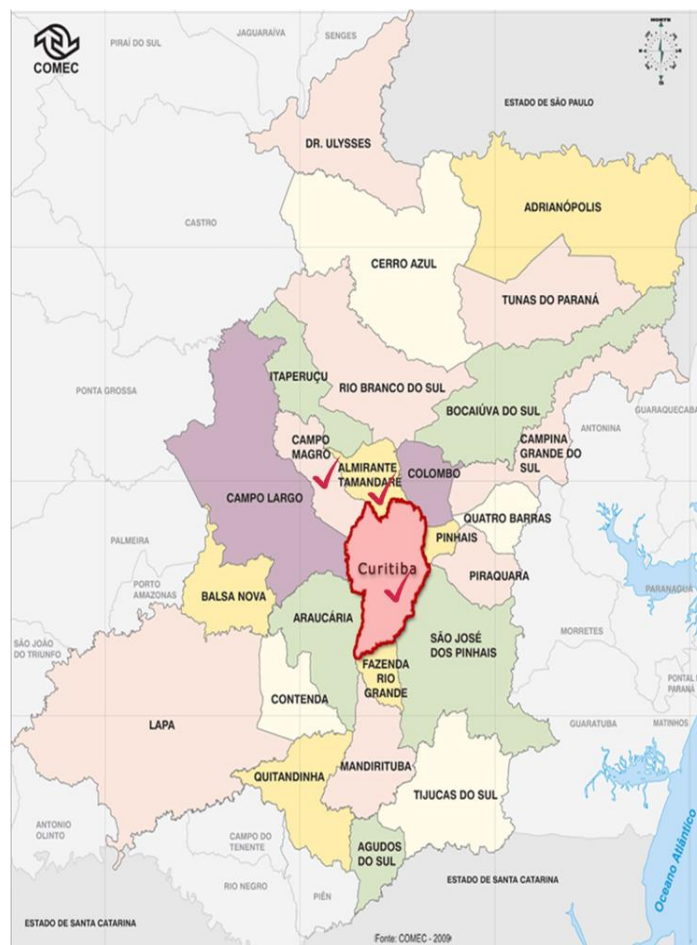 COMEC
PIRAÍ DO SUL
JAGUARAÍVA
SENGES
NORTE
ESTADO DE SÃO PAULO
DR. ULYSSES
CASTRO
ADRIANÓPOLIS
CERRO AZUL
TUNAS DO PARANÁ
ITAPERUÇU
RIO BRANCO DO SUL
PONTA GROSSA
BOCAIÚVA DO SUL
GUARAQUEÇABA
CAMPO
MAGRO
ANTONINA
CAMPINA
GRANDE DO
SUL
ALMIRANTE
TAMANDARÉ
COLOMBO
CAMPO LARGO
QUATRO BARRAS
PALMEIRA
PINHAIS
Curitiba
PIRAQUARA
PORTO
AMAZONAS
BALSA NOVA
PARANAGUÁ
ARAUCÁRIA
SÃO JOSÉ
DOS PINHAIS
MORRETES
SÃO JOÃO
DO TRIUNFO
FAZENDA
RIO
GRANDE
PONTAL
PARANÁ
CONTENDA
LAPA
GUARATUBA
MATINHOS
MANDIRITUBA
QUITANDINHA
TIJUCAS DO SUL
ANTONIO
OLINTO
CAMPO DO
TENENTE
AGUDOS
DO SUL
RIO NEGRO
PIÊN
ESTADO DE SANTA CATARINA
Oceano Atlântico
ESTADO DE SANTA CATARINA
Fonte: COMEC - 2009